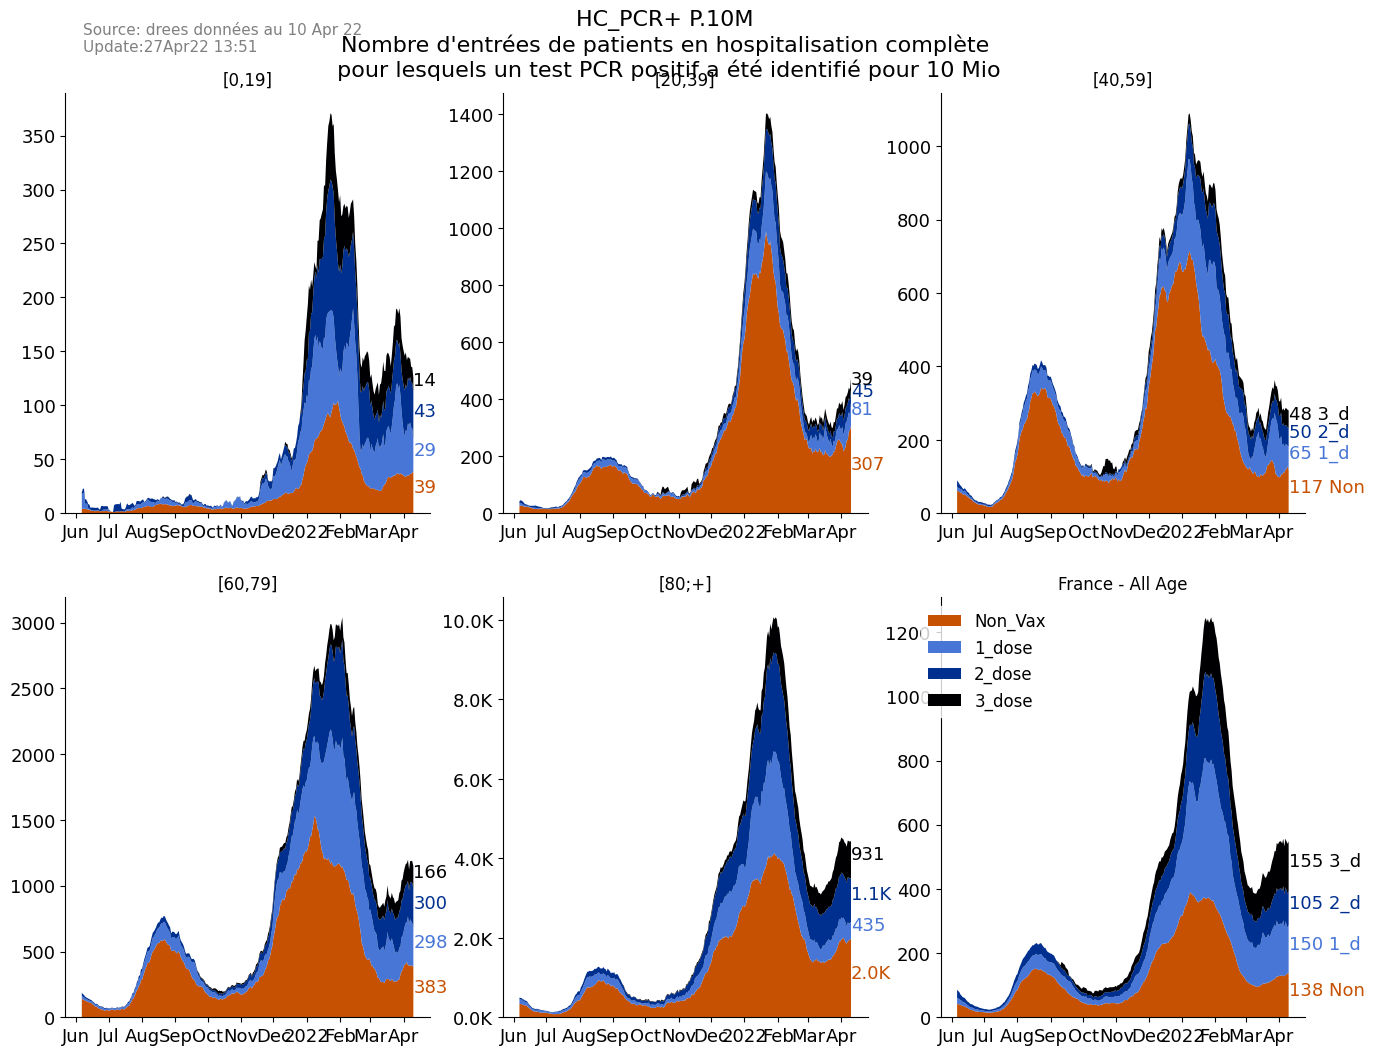 HC_PCR+ P.10M
Source: drees données au 10 Apr 22
Update:27Apr22 13:51
Nombre d'entrées de patients en hospitalisation complète
pour lesquels un test PCR positif a été identifié pour 10 Mio
[0,19]
350
300
250
200
150
100
50
0
14
43
29
39
Jun Jul Aug Sep Oct Nov Dec 2022 Feb Mar Apr
[20,39]
1400
1200
1000
800
600
400
200
0
39
45
81
307
Jun Jul Aug Sep Oct Nov Dec 2022 Feb Mar Apr
[40,59]
1000
800
600
400
200
0
48 3_d
50 2_d
65 1_d
117 Non
Jun Jul Aug Sep Oct Nov Dec 2022 Feb Mar Apr
[60,79]
3000
2500
2000
1500
1000
500
0
166
300
298
383
Jun Jul Aug Sep Oct Nov Dec 2022 Feb Mar Apr
[80;+]
10.0K
8.0K
6.0K
4.0K
2.0K
0.0K
931
1.1K
435
2.0K
Jun Jul Aug Sep Oct Nov Dec 2022 Feb Mar Apr
France - All Age
Non_Vax
1_dose
2_dose
3_dose
1200
1000
800
600
400
200
0
155 3_d
105 2_d
150 1_d
138 Non
Jun Jul Aug Sep Oct Nov Dec 2022 Feb Mar Apr